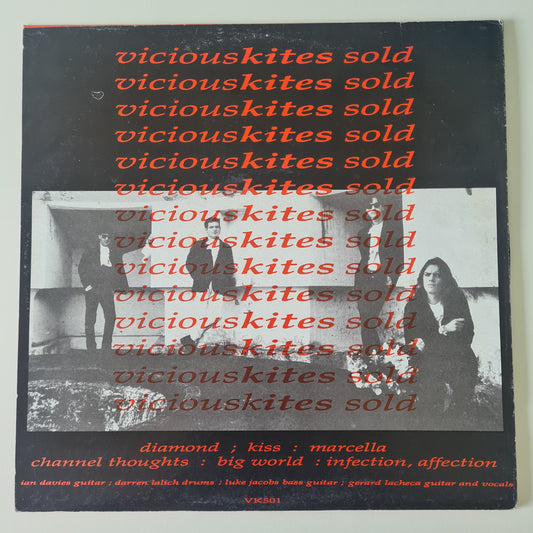 viciouskites sold
viciouskites sold
viciouskites sold
viciouskites sold
viciouskites sold
viciouskites sold
viciouskites sold
viciouskites sold
viciouskites sold
viciouskites sold
viciouskites sold
viciouskites sold
viciouskites sold
viciouskites sold
diamond ; kiss : marcella
channel thoughts : big world : infection, affection
ian davies guitar ; darren lalich drums ; luke jacobs bass guitar ; gerard lacheca guitar and vocals
VK501